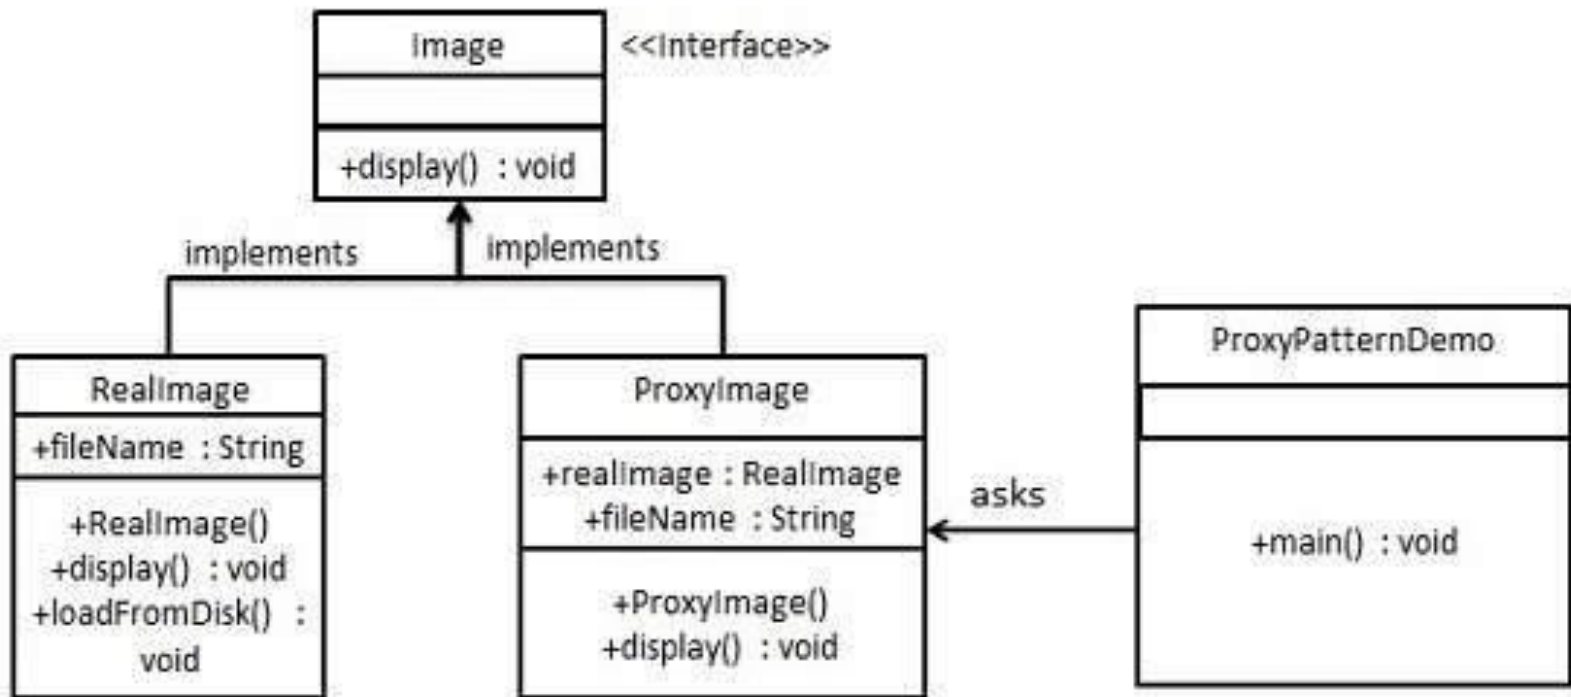 Image
<<Interface>>
+display() : void
implements
implements
RealImage
+fileName : String
+RealImage()
+display() : void
+loadFromDisk() :
void
ProxyImage
+realImage : RealImage
+fileName : String
+ProxyImage()
+display() : void
asks
ProxyPatternDemo
+main() : void